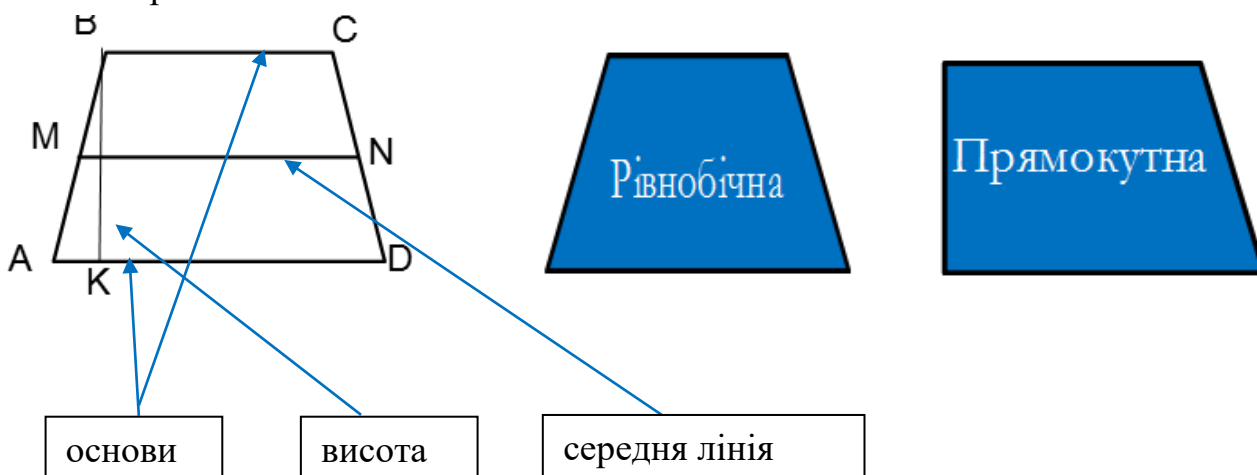 B
C
M
N
A
K
D
Рівнобічна
Прямокутна
основи
висота
середня лінія